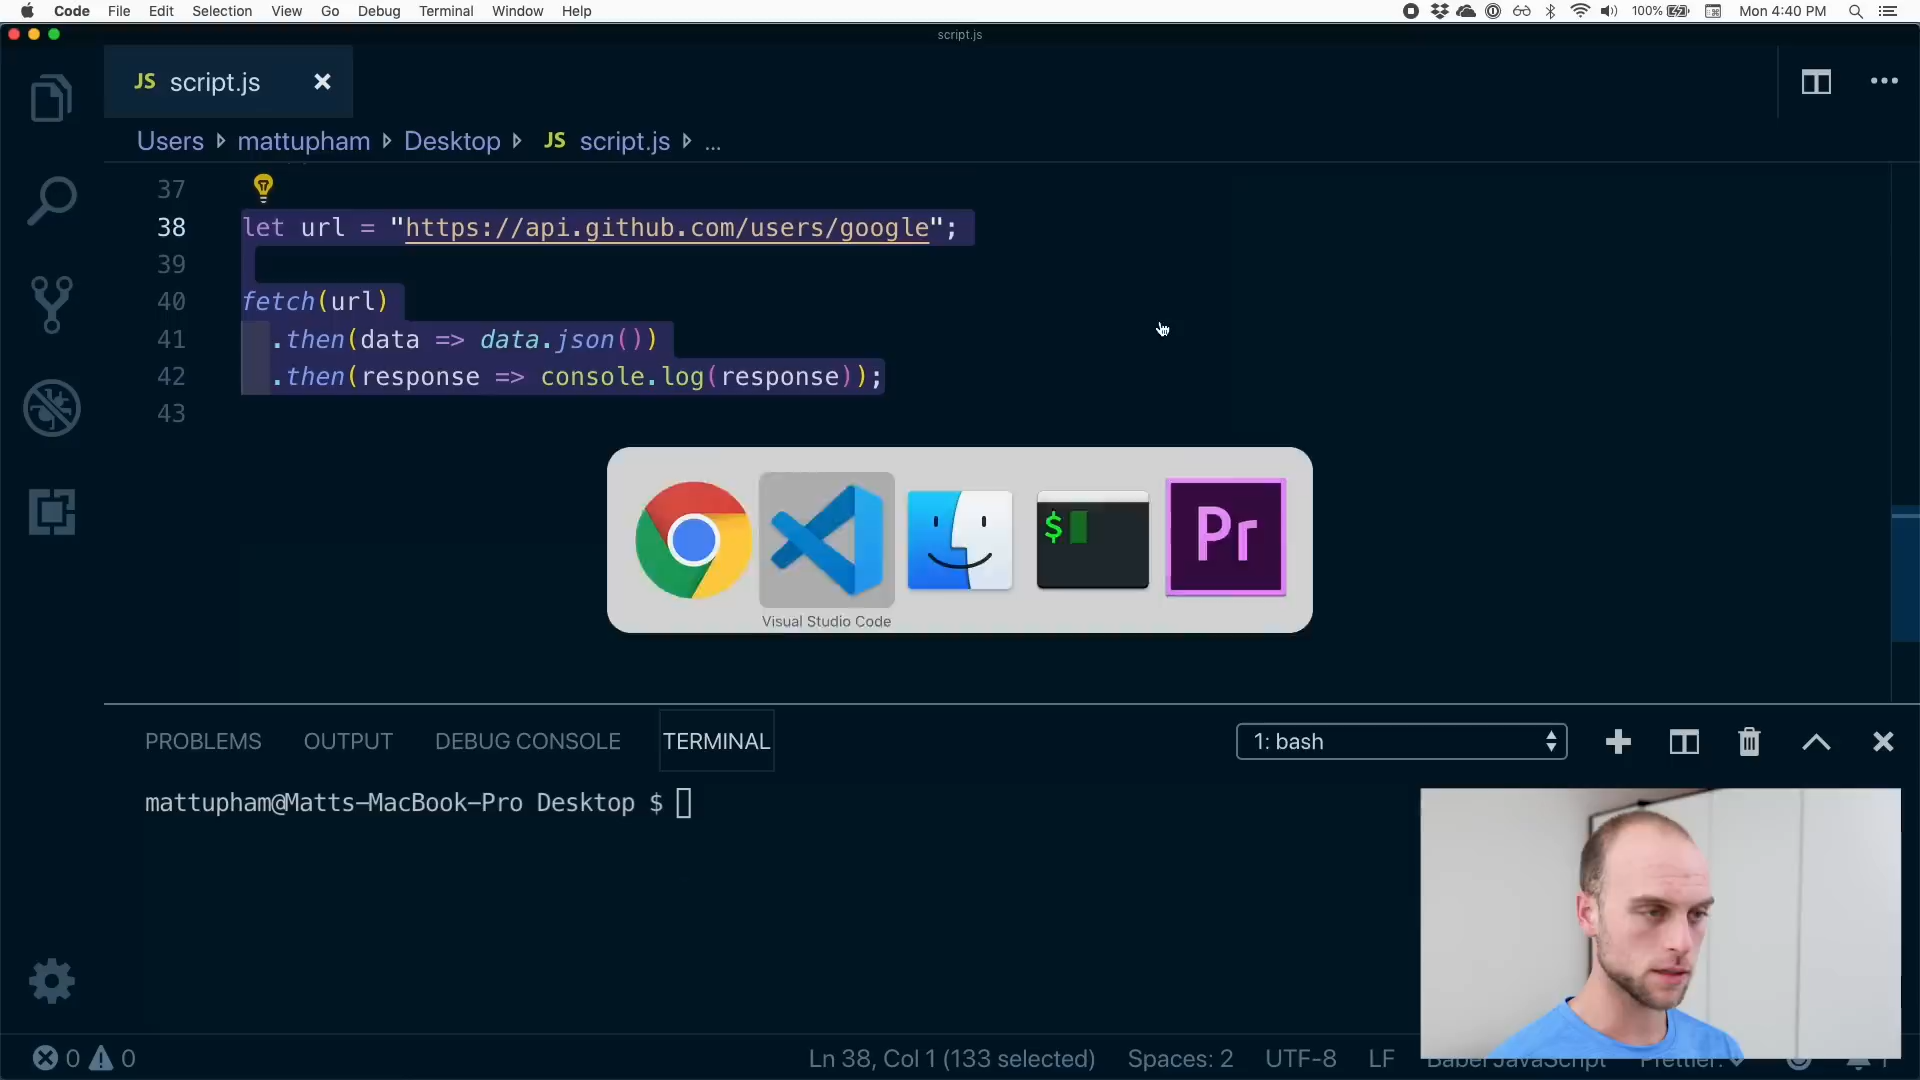 Code File Edit Selection View Go Debug Terminal Window Help 100% Mon 4:40 PM
script.js
JS script.js
Users mattupham Desktop JS script.js ...
37
38 let url = "https://api.github.com/users/google";
39
40 fetch(url)
41 .then(data => data.json())
42 .then(response => console.log(response));
43
$ Pr
Visual Studio Code
PROBLEMS OUTPUT DEBUG CONSOLE TERMINAL 1: bash
mattupham@Matts-MacBook-Pro Desktop $
0 0 Ln 38, Col 1 (133 selected) Spaces: 2 UTF-8 LF Babel JavaScript Prettier: